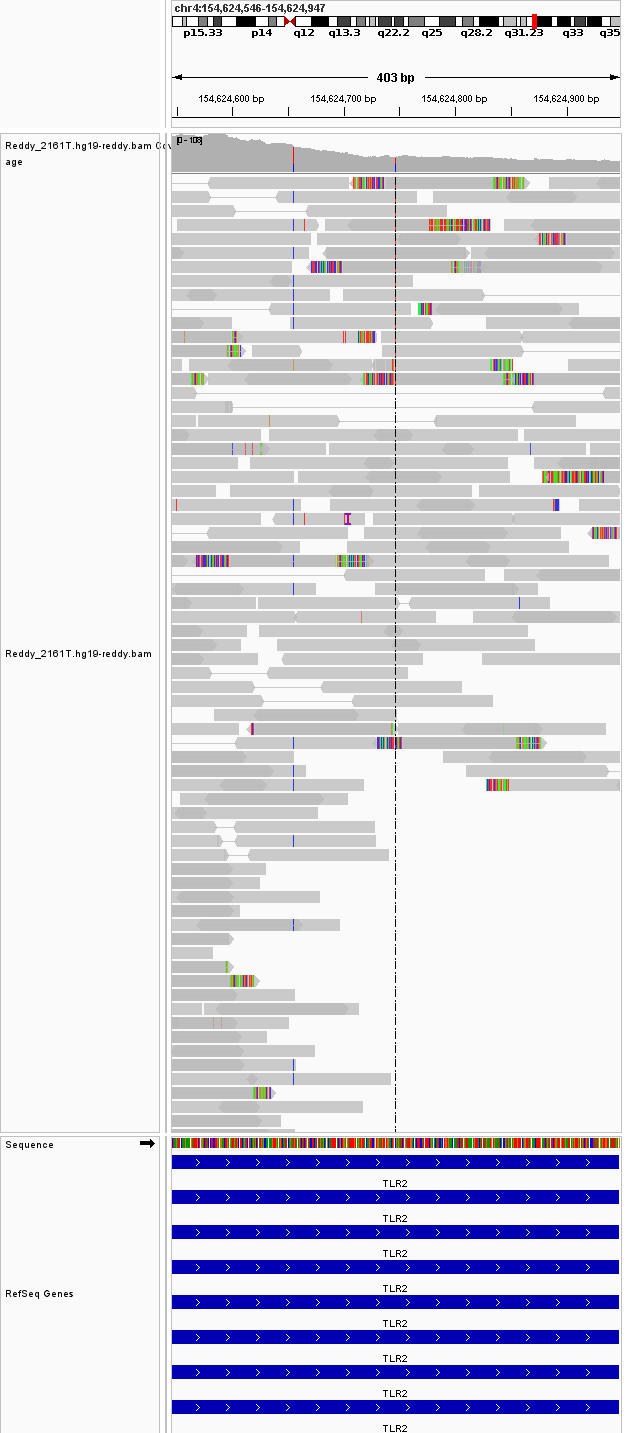 chr4:154,624,546-154,624,947
p15.33 p14 q12 q13.3 q22.2 q25 q28.2 q31.23 q33 q35
403 bp
154,624,600 bp 154,624,700 bp 154,624,800 bp 154,624,900 bp
[0 - 108]
Reddy_2161T.hg19-reddy.bam Cov
age
Reddy_2161T.hg19-reddy.bam
Sequence
TLR2
TLR2
TLR2
TLR2
RefSeq Genes
TLR2
TLR2
TLR2
TLR2